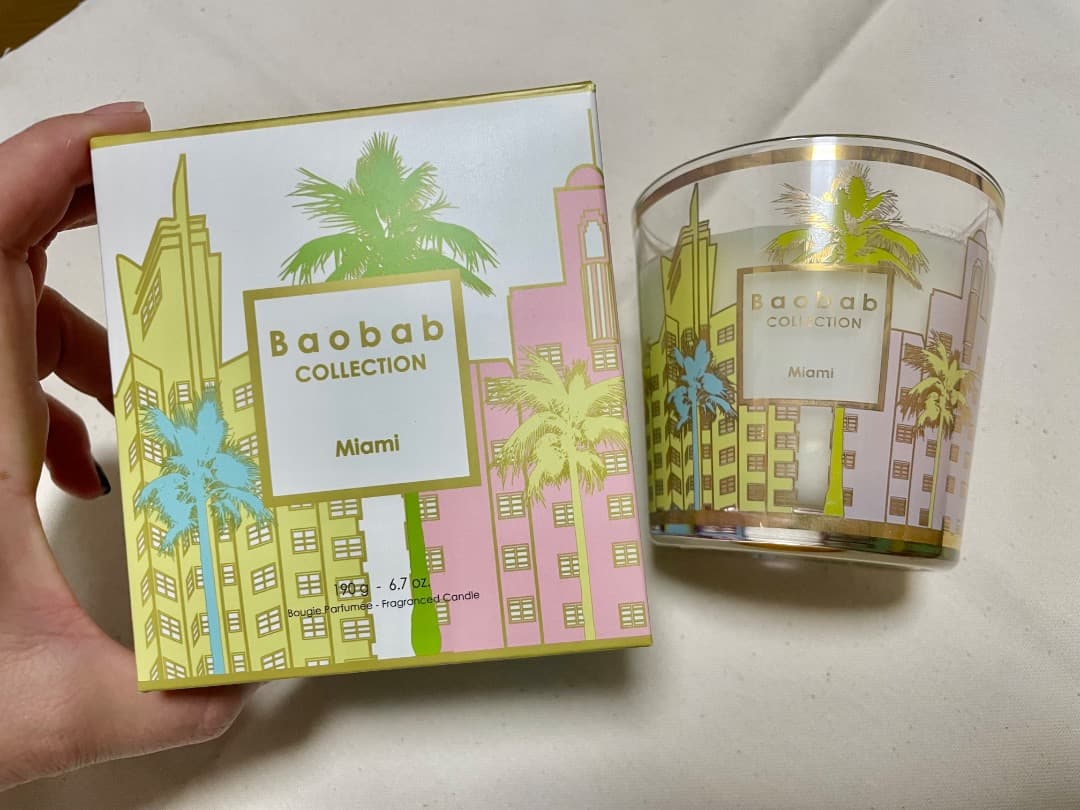 Baobab
COLLECTION
Miami
190 g - 6.7 oz.
Bougie Parfumée - Fragranced Candle
Baobab
COLLECTION
Miami